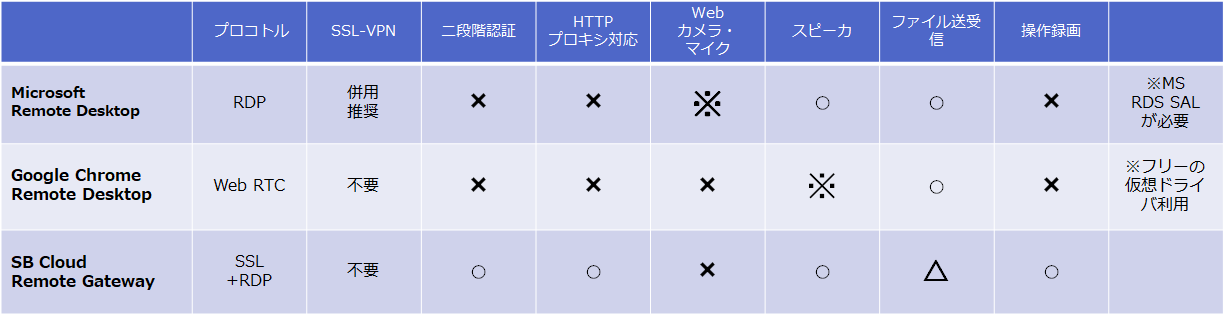 プロコトル
SSL-VPN
二段階認証
HTTP
プロキシ対応
Web
カメラ・
マイク
スピーカ
ファイル送受
信
操作録画
Microsoft
Remote Desktop
RDP
併用
推奨
×
×
※
○
○
×
※MS
RDS SAL
が必要
Google Chrome
Remote Desktop
Web RTC
不要
×
×
×
※
○
×
※フリーの
仮想ドライ
バ利用
SB Cloud
Remote Gateway
SSL
+RDP
不要
○
○
×
○
△
○